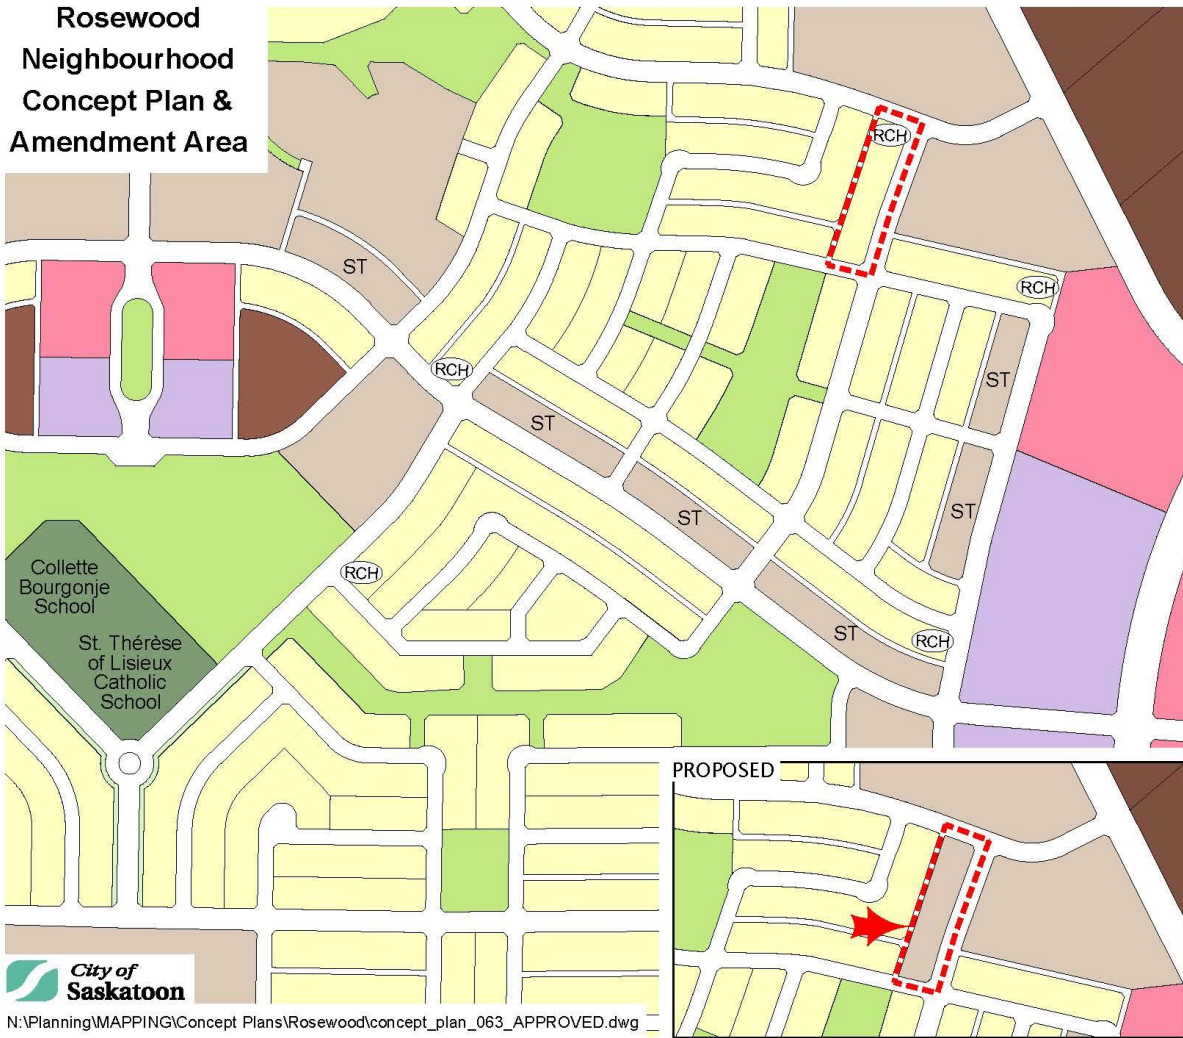 Rosewood
Neighbourhood
Concept Plan &
Amendment Area
RCH
ST
RCH
RCH
ST
ST
ST
ST
RCH
Collette
Bourgonje
School
ST
RCH
St. Thérèse
of Lisieux
Catholic
School
PROPOSED
City of
Saskatoon
N:\Planning\MAPPING\Concept Plans\Rosewood\concept_plan_063_APPROVED.dwg